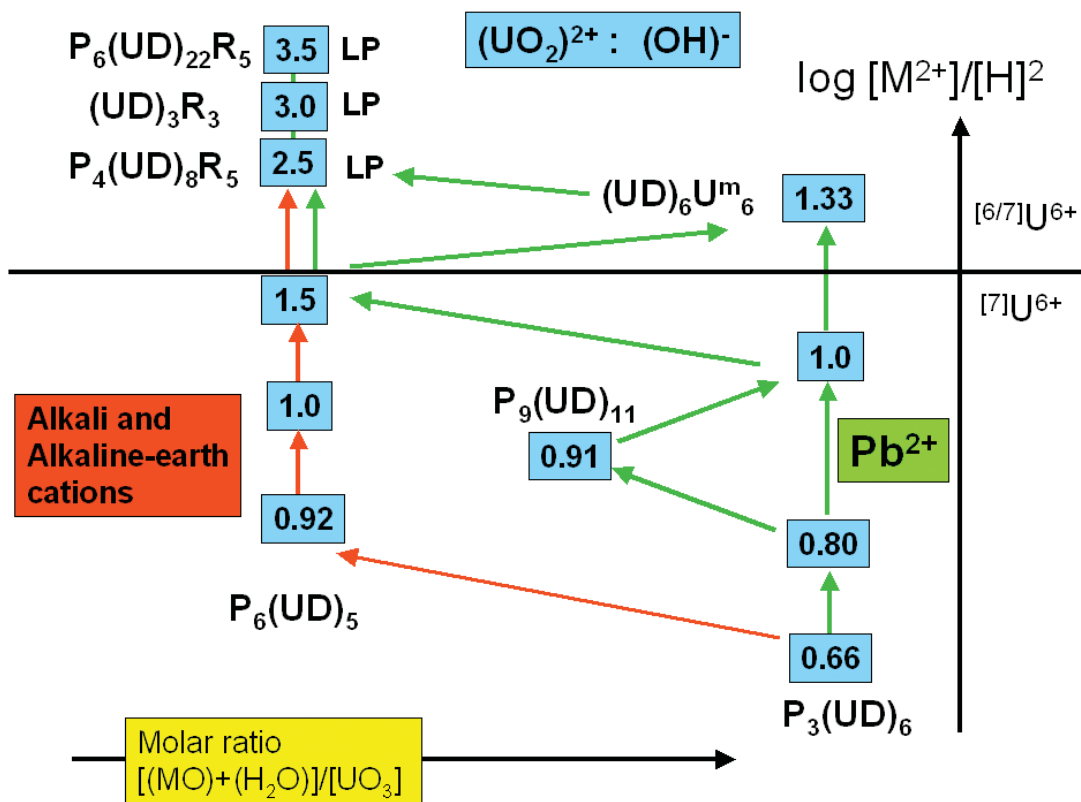 P₆(UD)₂₂R₅ 3.5 LP
(UO₂)²⁺ : (OH)⁻
log [M²⁺]/[H]²
(UD)₃R₃ 3.0 LP
P₄(UD)₈R₅ 2.5 LP
(UD)₆Uᵐ₆ 1.33
[6/7]U⁶⁺
1.5
[7]U⁶⁺
1.0
P₉(UD)₁₁
1.0
Alkali and
Alkaline-earth
cations
0.91
Pb²⁺
0.92
0.80
P₆(UD)₅
0.66
P₃(UD)₆
Molar ratio
[(MO)+(H₂O)]/[UO₃]